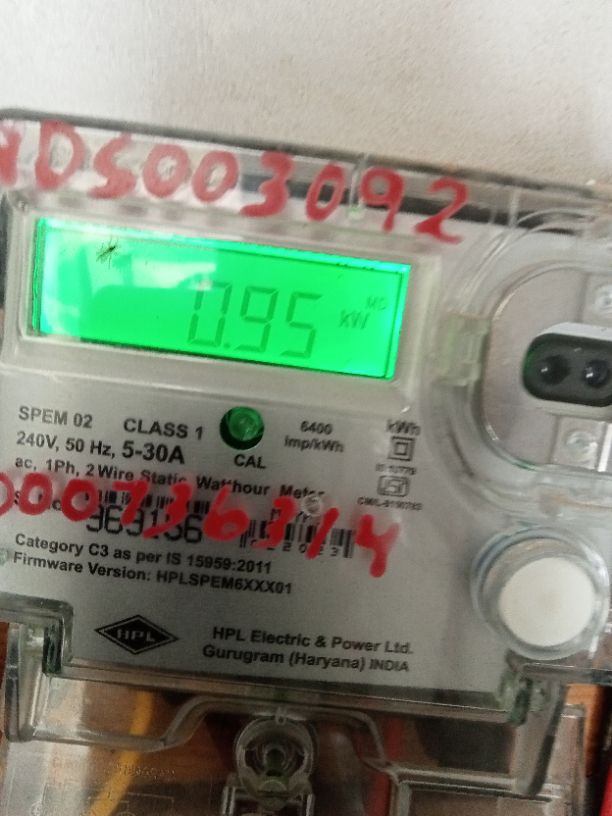 DS003092
MD
0.95 kW
SPEM 02 CLASS 1 6400 imp/kWh kWh
240V, 50 Hz, 5-30A CAL
ac, 1Ph, 2 Wire Static Watthour Meter
000736314
969136
Category C3 as per IS 15959:2011
Firmware Version: HPLSPEM6XXX01
HPL
HPL Electric & Power Ltd.
Gurugram (Haryana) INDIA